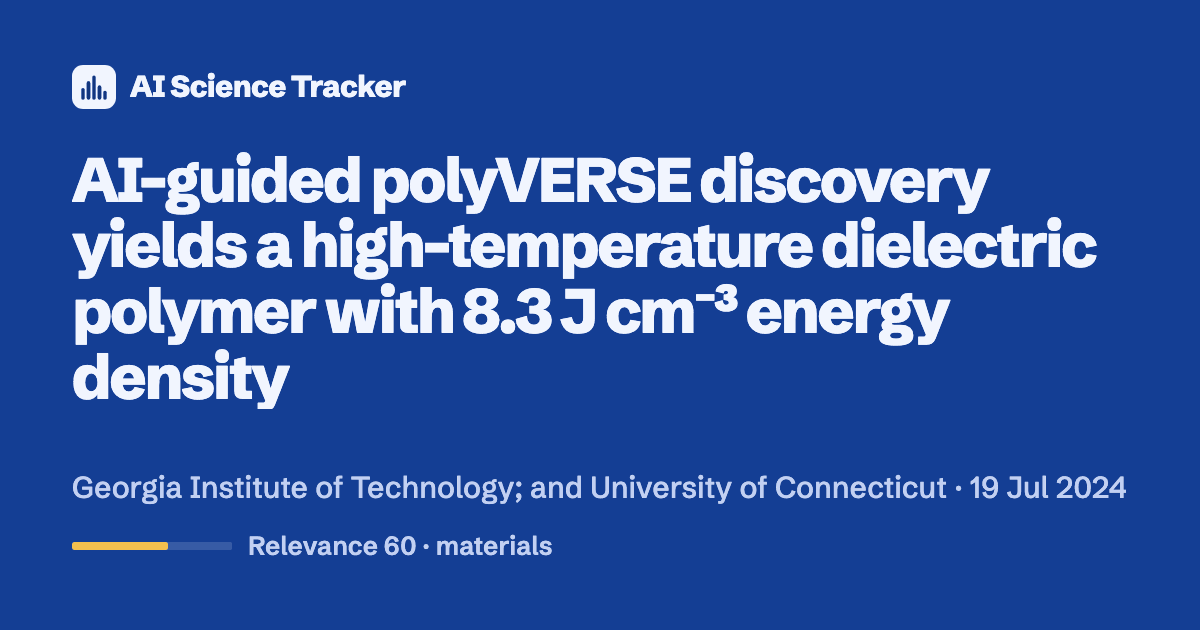 AI Science Tracker
AI-guided polyVERSE discovery
yields a high-temperature dielectric
polymer with 8.3 J cm⁻³ energy
density
Georgia Institute of Technology; and University of Connecticut · 19 Jul 2024
Relevance 60 · materials